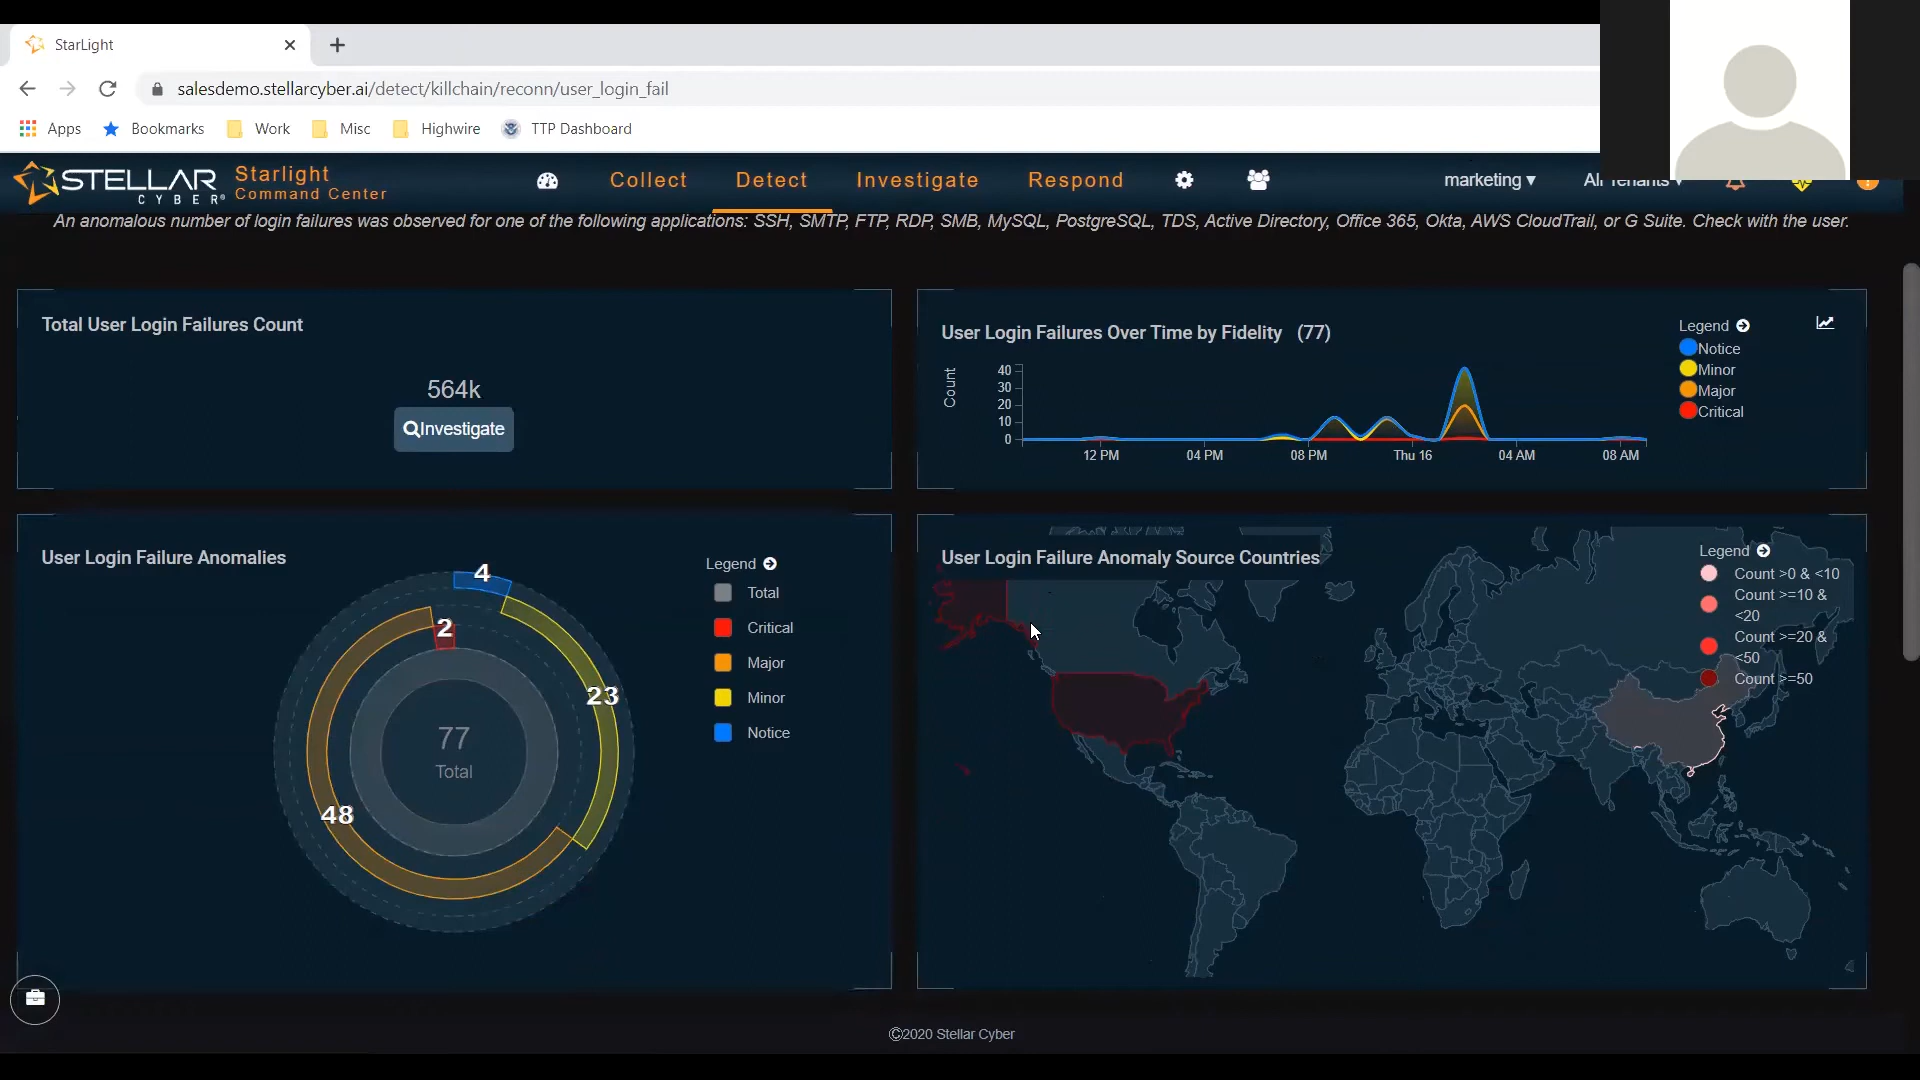 StarLight
salesdemo.stellarcyber.ai/detect/killchain/reconn/user_login_fail
Apps Bookmarks Work Misc Highwire TTP Dashboard
STELLAR CYBER® Starlight Command Center
Collect Detect Investigate Respond marketing ▾ All Tenants
An anomalous number of login failures was observed for one of the following applications: SSH, SMTP, FTP, RDP, SMB, MySQL, PostgreSQL, TDS, Active Directory, Office 365, Okta, AWS CloudTrail, or G Suite. Check with the user.
Total User Login Failures Count
564k
Investigate
User Login Failures Over Time by Fidelity (77)
Legend
Notice
Minor
Major
Critical
Count
40
30
20
10
0
12 PM 04 PM 08 PM Thu 16 04 AM 08 AM
User Login Failure Anomalies
Legend
Total
Critical
Major
Minor
Notice
4
2
23
48
77
Total
User Login Failure Anomaly Source Countries
Legend
Count >0 & <10
Count >=10 &
<20
Count >=20 &
<50
Count >=50
©2020 Stellar Cyber